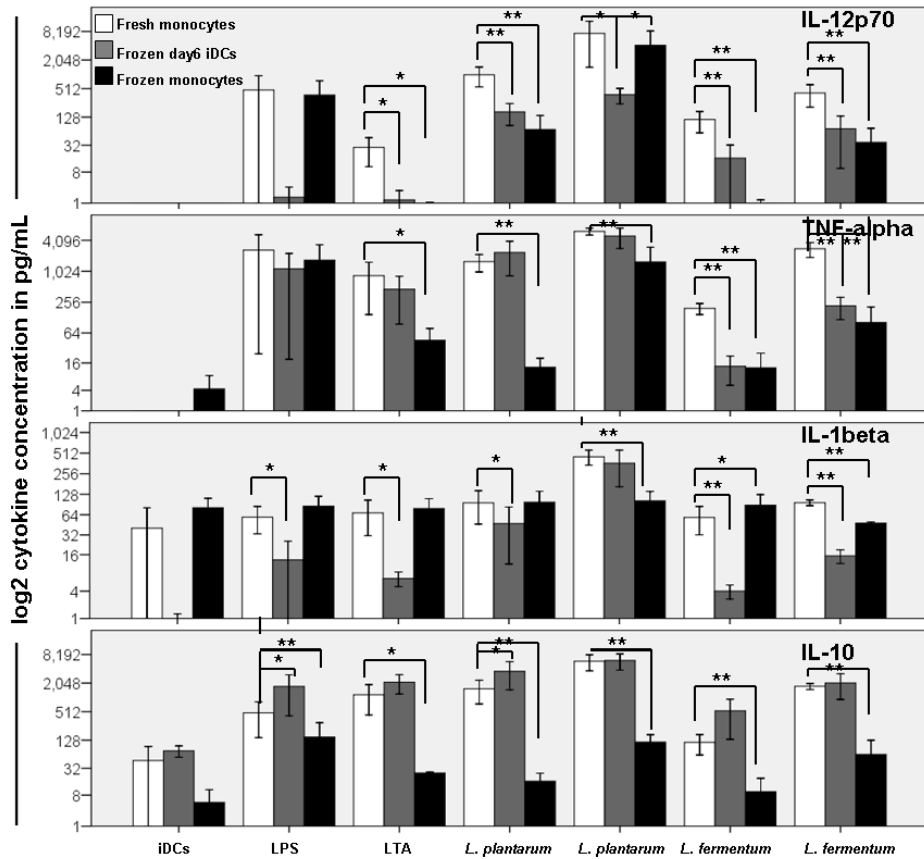 IL-12p70
Fresh monocytes
Frozen day6 iDCs
Frozen monocytes
8,192
2,048
512
128
32
8
1
* *
** ** * * ** ** ** **
* *
TNF-alpha
4,096
1,024
256
64
16
4
1
* ** ** ** ** ** **
IL-1beta
1,024
512
256
128
64
32
16
4
1
* * * ** * ** ** **
IL-10
8,192
2,048
512
128
32
8
1
** * * ** * ** ** **
log2 cytokine concentration in pg/mL
iDCs LPS LTA L. plantarum L. plantarum L. fermentum L. fermentum